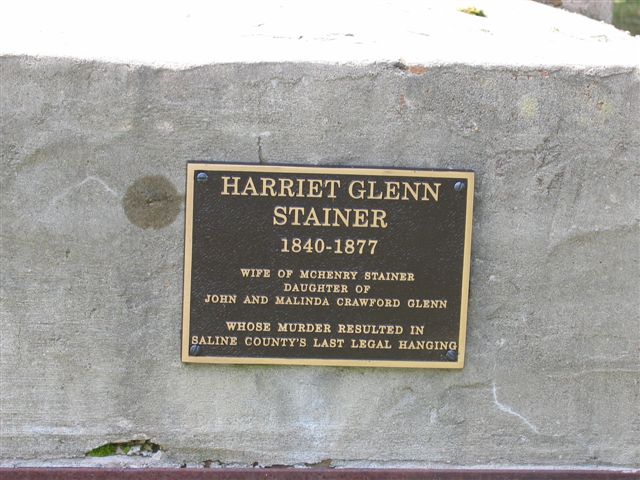 HARRIET GLENN
STAINER
1840-1877
WIFE OF MCHENRY STAINER
DAUGHTER OF
JOHN AND MALINDA CRAWFORD GLENN
WHOSE MURDER RESULTED IN
SALINE COUNTY'S LAST LEGAL HANGING